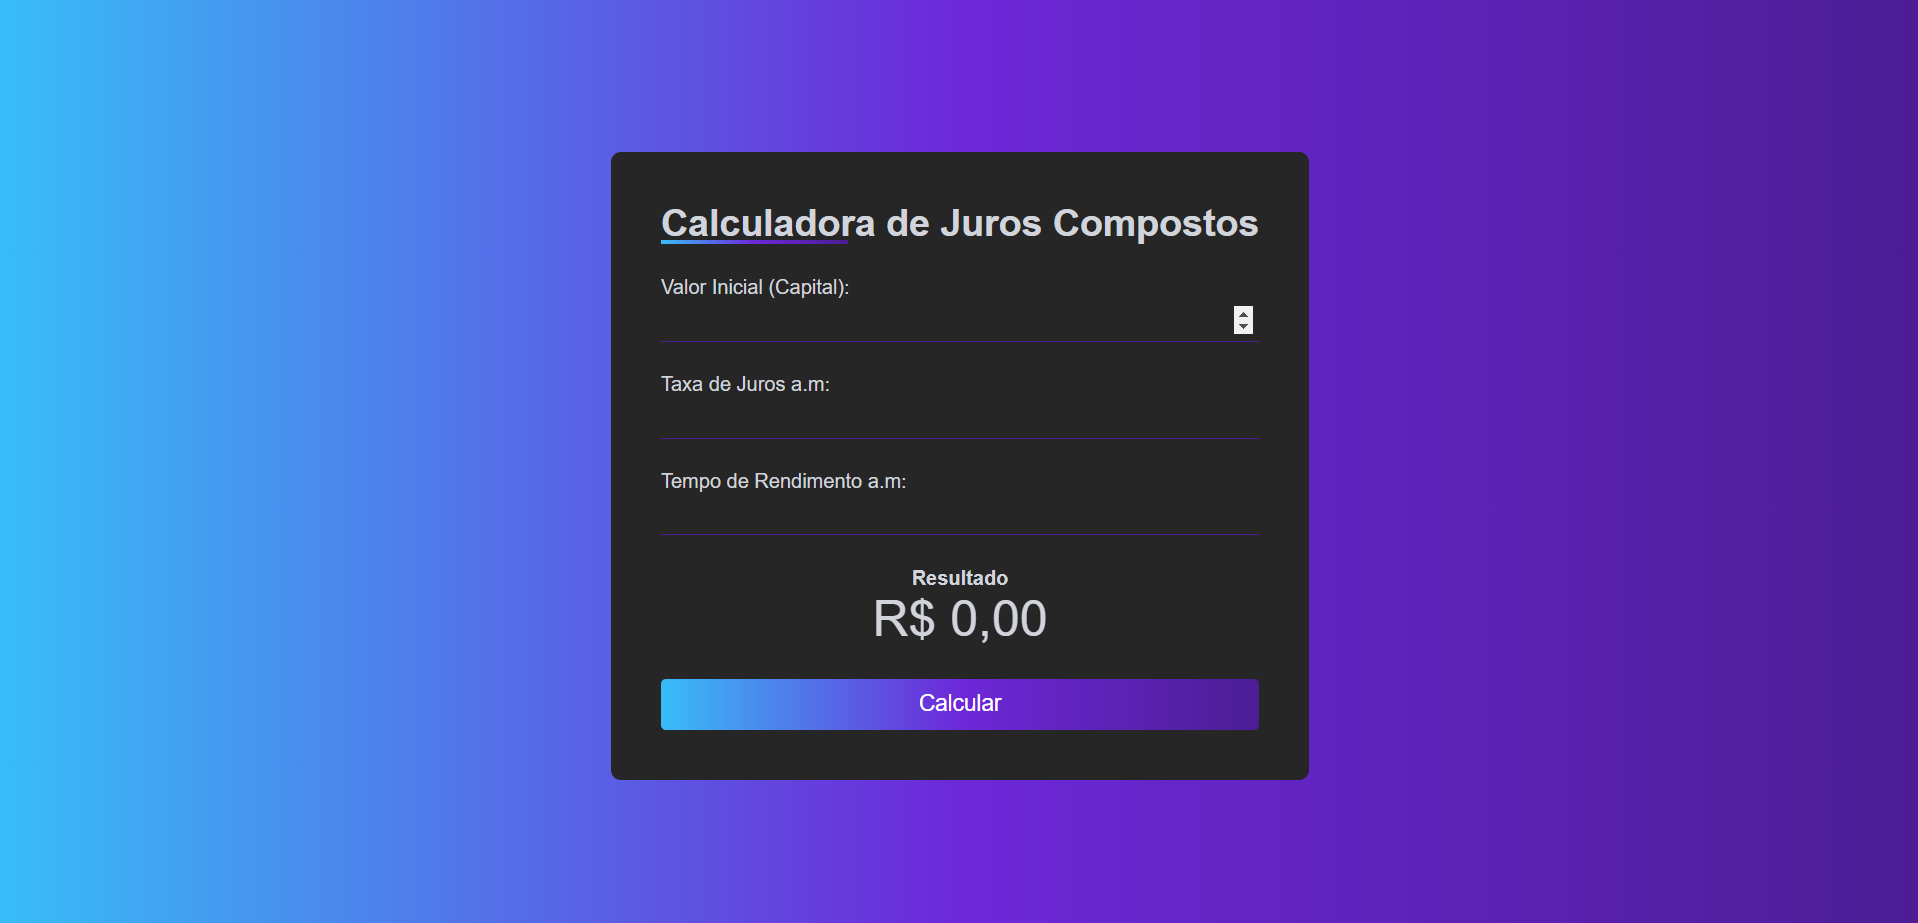 Calculadora de Juros Compostos
Valor Inicial (Capital):
Taxa de Juros a.m:
Tempo de Rendimento a.m:
Resultado
R$ 0,00
Calcular